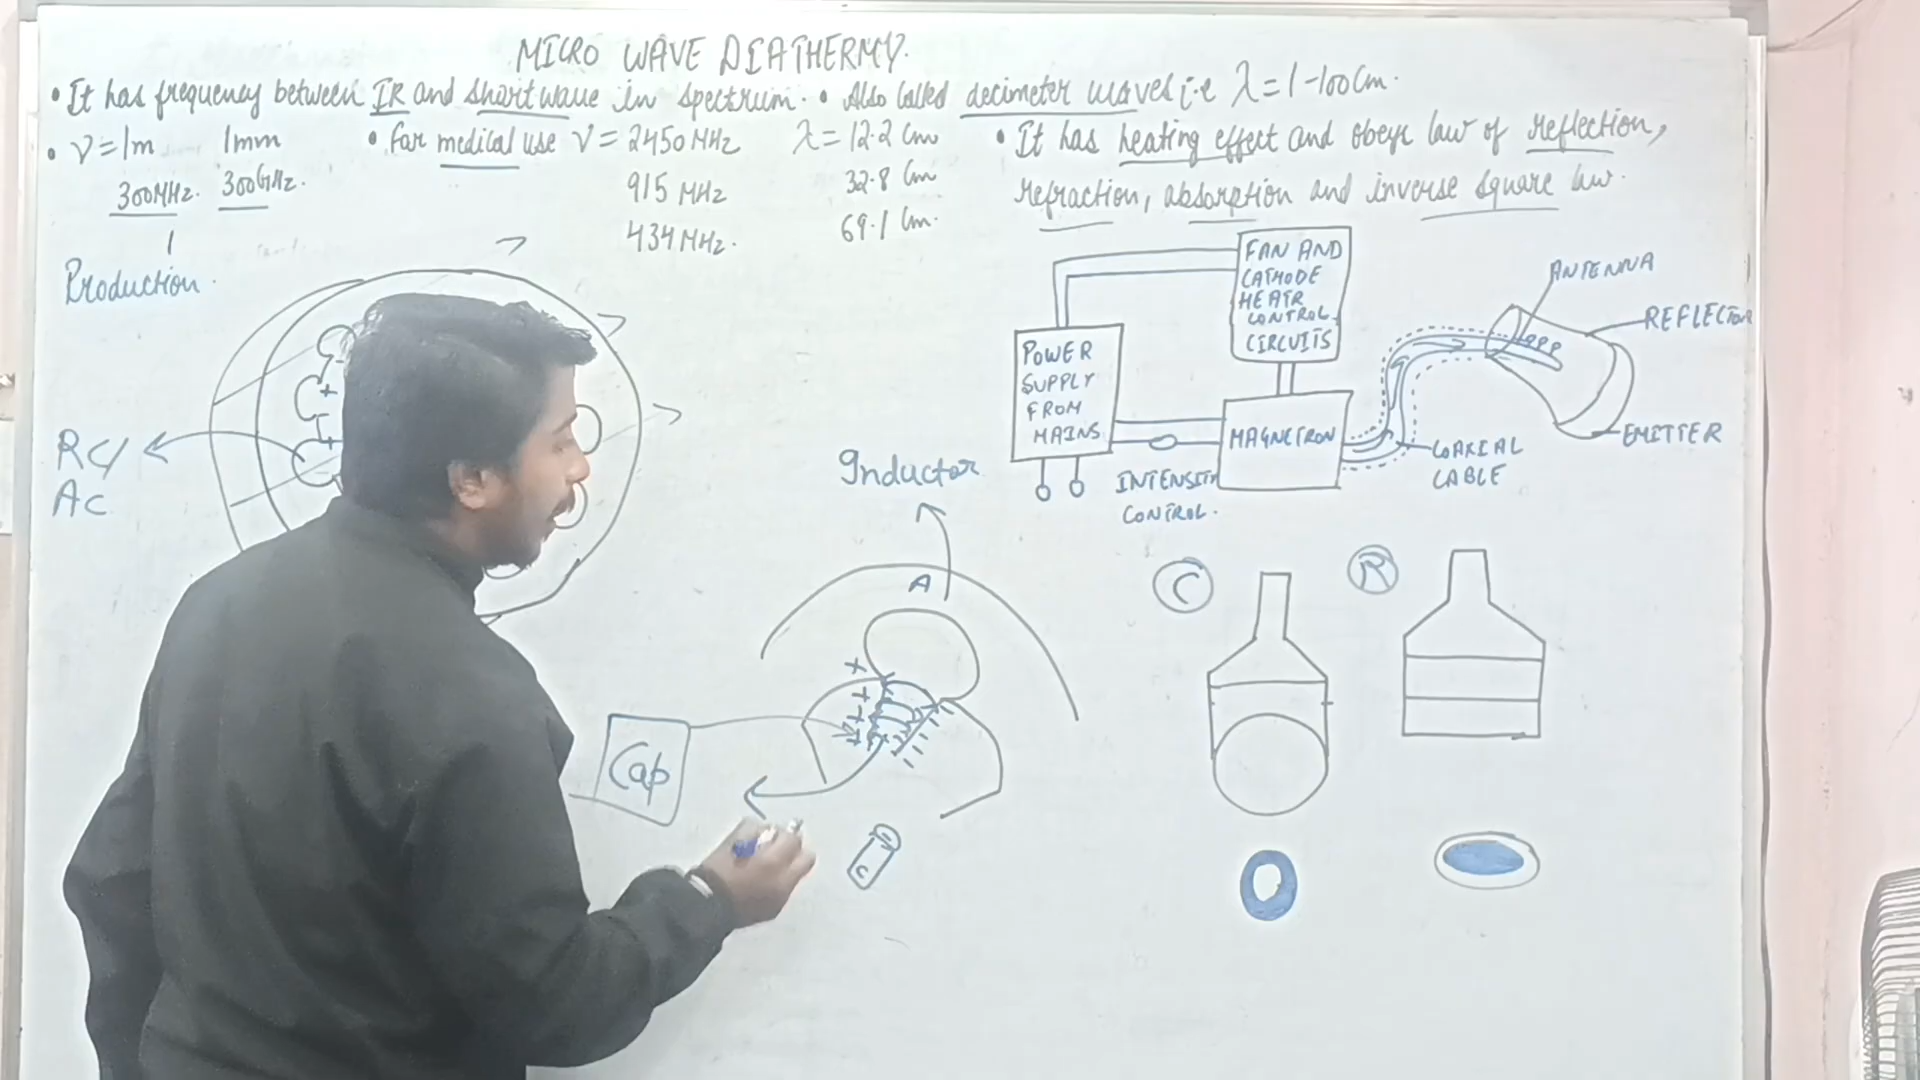 MICRO WAVE DIATHERMY.
• It has frequency between IR and shortwave in spectrum. • Also Called decimeter waves i.e λ = 1-100 Cm.
• ν = 1m 1mm
300MHz. 300GHz.
• For medical use ν = 2450 MHz λ = 12.2 Cm
915 MHz 32.8 Cm
434 MHz. 69.1 Cm.
• It has heating effect and obeys law of reflection,
refraction, absorption and inverse square law.
Production.
RC/
AC
+
+
Inductor
A
+
+
+
+
Cap
C
POWER
SUPPLY
FROM
MAINS
FAN AND
CATHODE
HEATR
CONTROL
CIRCUITS
MAGNETRON
INTENSITY
CONTROL.
ANTENNA
REFLECTOR
EMITTER
COAXIAL
CABLE
C
R